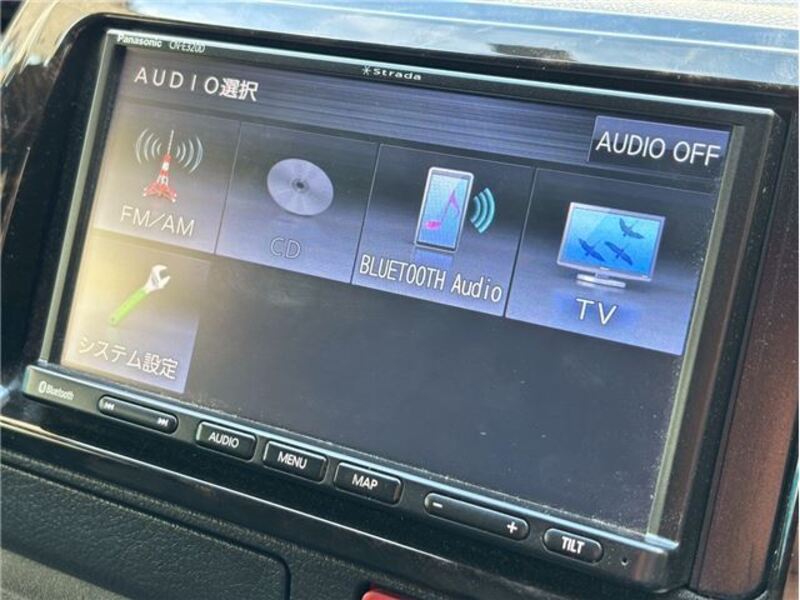 Panasonic CN-E320D
Strada
AUDIO選択
AUDIO OFF
FM/AM
CD
BLUETOOTH Audio
TV
システム設定
Bluetooth
AUDIO
MENU
MAP
− +
TILT